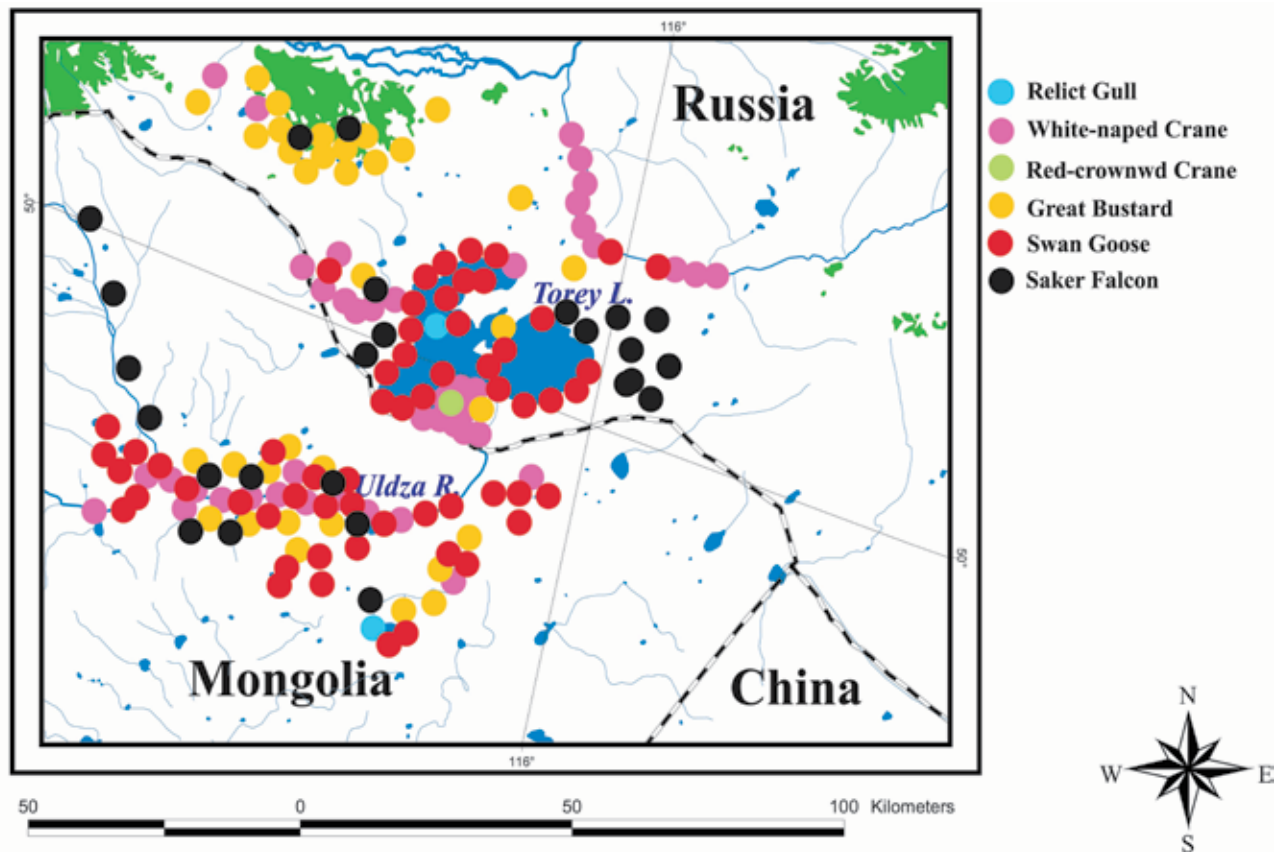 116°
Russia
50°
Torey L.
Uldza R.
50°
Mongolia
China
116°
Relict Gull
White-naped Crane
Red-crownwd Crane
Great Bustard
Swan Goose
Saker Falcon
N
W E
S
50 0 50 100 Kilometers